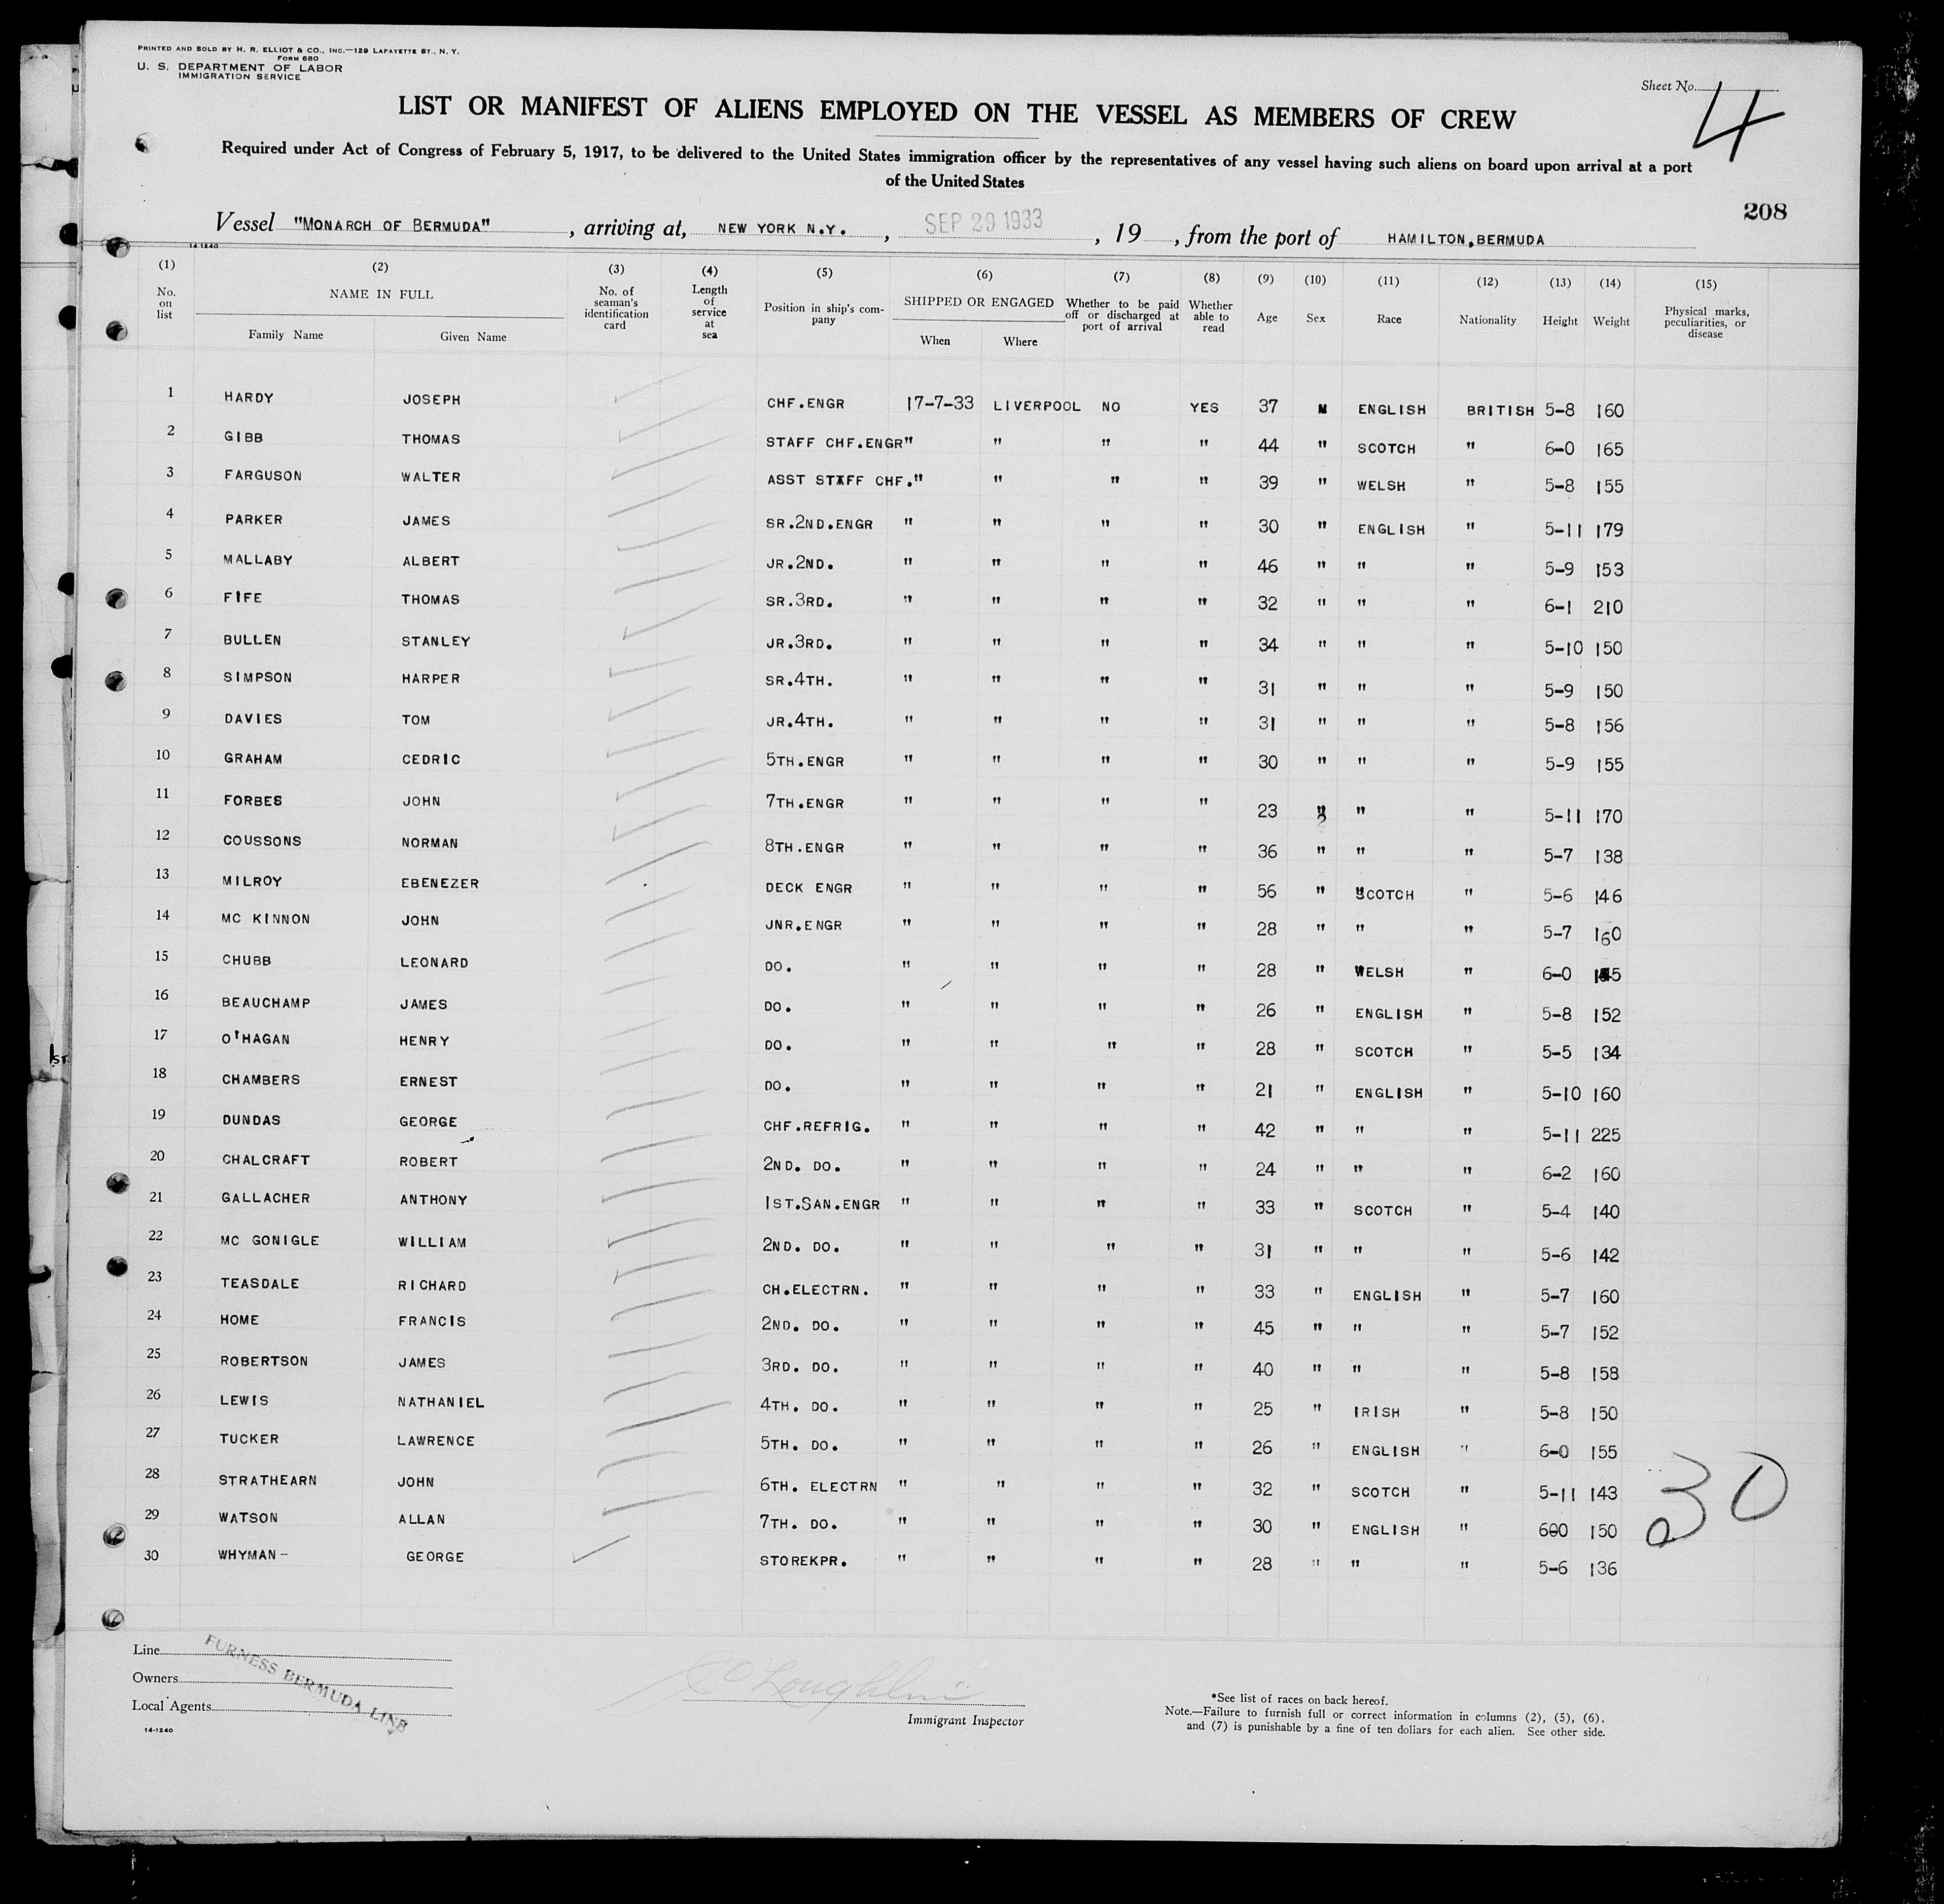 PRINTED AND SOLD BY H. R. ELLIOT & CO., INC.—129 LAFAYETTE ST., N. Y.
FORM 680
U. S. DEPARTMENT OF LABOR
IMMIGRATION SERVICE
Sheet No. 4
LIST OR MANIFEST OF ALIENS EMPLOYED ON THE VESSEL AS MEMBERS OF CREW
Required under Act of Congress of February 5, 1917, to be delivered to the United States immigration officer by the representatives of any vessel having such aliens on board upon arrival at a port
of the United States
208
Vessel "MONARCH OF BERMUDA", arriving at, NEW YORK N.Y., SEP 29 1933, 19 , from the port of HAMILTON, BERMUDA
14-1240
(1) (2) (3) (4) (5) (6) (7) (8) (9) (10) (11) (12) (13) (14) (15)
No. on list NAME IN FULL Family Name Given Name No. of seaman's identification card Length of service at sea Position in ship's company SHIPPED OR ENGAGED When Where Whether to be paid off or discharged at port of arrival Whether able to read Age Sex Race Nationality Height Weight Physical marks, peculiarities, or disease
1 HARDY JOSEPH CHF.ENGR 17-7-33 LIVERPOOL NO YES 37 M ENGLISH BRITISH 5-8 160
2 GIBB THOMAS STAFF CHF.ENGR " " " " 44 " SCOTCH " 6-0 165
3 FARGUSON WALTER ASST STAFF CHF. " " " " 39 " WELSH " 5-8 155
4 PARKER JAMES SR.2ND.ENGR " " " " 30 " ENGLISH " 5-11 179
5 MALLABY ALBERT JR.2ND. " " " " 46 " " " 5-9 153
6 FIFE THOMAS SR.3RD. " " " " 32 " " " 6-1 210
7 BULLEN STANLEY JR.3RD. " " " " 34 " " " 5-10 150
8 SIMPSON HARPER SR.4TH. " " " " 31 " " " 5-9 150
9 DAVIES TOM JR.4TH. " " " " 31 " " " 5-8 156
10 GRAHAM CEDRIC 5TH.ENGR " " " " 30 " " " 5-9 155
11 FORBES JOHN 7TH.ENGR " " " " 23 " " " 5-11 170
12 COUSSONS NORMAN 8TH.ENGR " " " " 36 " " " 5-7 138
13 MILROY EBENEZER DECK ENGR " " " " 56 " SCOTCH " 5-6 146
14 MC KINNON JOHN JNR.ENGR " " " " 28 " " " 5-7 160
15 CHUBB LEONARD DO. " " " " 28 " WELSH " 6-0
16 BEAUCHAMP JAMES DO. " " " " 26 " ENGLISH " 5-8 152
17 O'HAGAN HENRY DO. " " " " 28 " SCOTCH " 5-5 134
18 CHAMBERS ERNEST DO. " " " " 21 " ENGLISH " 5-10 160
19 DUNDAS GEORGE CHF.REFRIG. " " " " 42 " " " 5-11 225
20 CHALCRAFT ROBERT 2ND. DO. " " " " 24 " " " 6-2 160
21 GALLACHER ANTHONY 1ST.SAN.ENGR " " " " 33 " SCOTCH " 5-4 140
22 MC GONIGLE WILLIAM 2ND. DO. " " " " 31 " " " 5-6 142
23 TEASDALE RICHARD CH.ELECTRN. " " " " 33 " ENGLISH " 5-7 160
24 HOME FRANCIS 2ND. DO. " " " " 45 " " " 5-7 152
25 ROBERTSON JAMES 3RD. DO. " " " " 40 " " " 5-8 158
26 LEWIS NATHANIEL 4TH. DO. " " " " 25 " IRISH " 5-8 150
27 TUCKER LAWRENCE 5TH. DO. " " " " 26 " ENGLISH " 6-0 155
28 STRATHEARN JOHN 6TH. ELECTRN " " " " 32 " SCOTCH " 5-11 143
29 WATSON ALLAN 7TH. DO. " " " " 30 " ENGLISH " 600 150
30 WHYMAN- GEORGE STOREKPR. " " " " 28 " " " 5-6 136
30
Line
Owners
Local Agents
FURNESS BERMUDA LINE
14-1240
O'Loughlin
Immigrant Inspector
*See list of races on back hereof.
Note.—Failure to furnish full or correct information in columns (2), (5), (6),
and (7) is punishable by a fine of ten dollars for each alien. See other side.